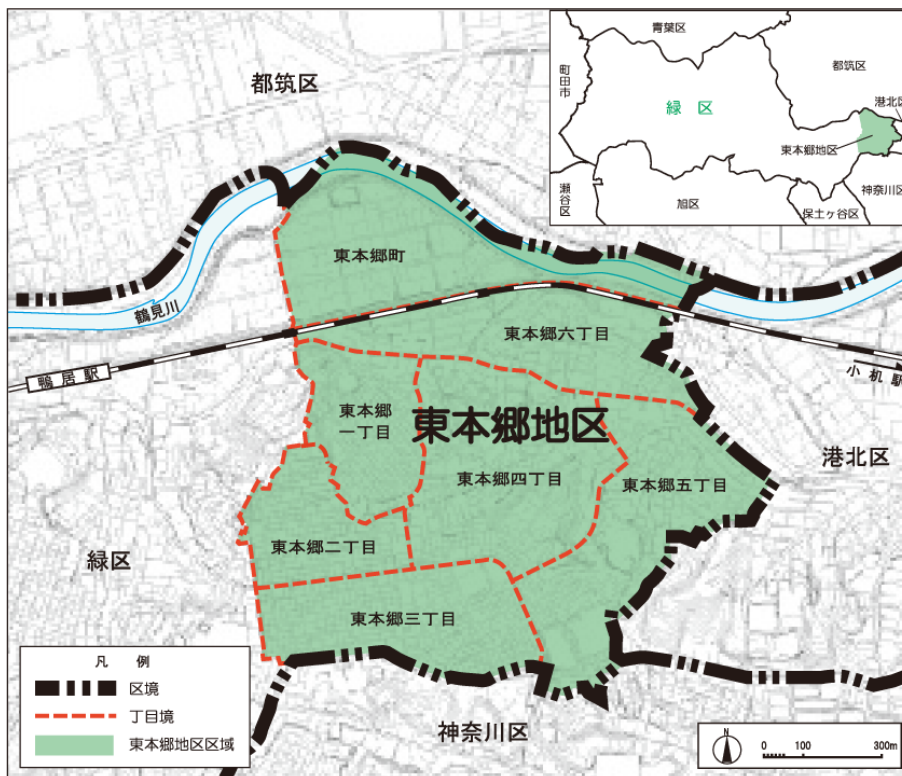 都筑区
青葉区
町田市
都筑区
緑 区
港北区
東本郷地区
瀬谷区
旭区
保土ヶ谷区
神奈川区
東本郷町
鶴見川
東本郷六丁目
鴨居駅
小机駅
東本郷
一丁目
東本郷地区
東本郷四丁目
東本郷五丁目
港北区
緑区
東本郷二丁目
東本郷三丁目
神奈川区
凡 例
区境
丁目境
東本郷地区区域
N
0 100 300m